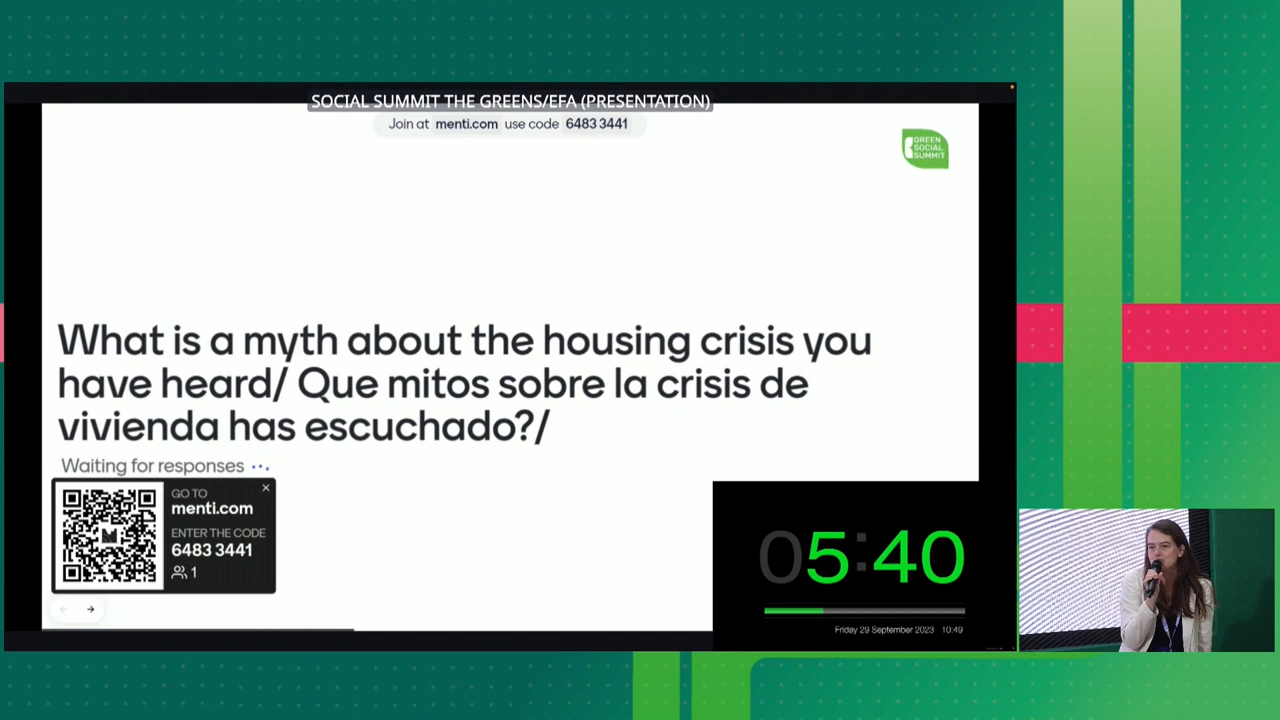 SOCIAL SUMMIT THE GREENS/EFA (PRESENTATION)
Join at menti.com use code 6483 3441
GREEN
SOCIAL
SUMMIT
What is a myth about the housing crisis you
have heard/ Que mitos sobre la crisis de
vivienda has escuchado?/
Waiting for responses
GO TO
menti.com
ENTER THE CODE
6483 3441
1
05:40
Friday 29 September 2023 10:49